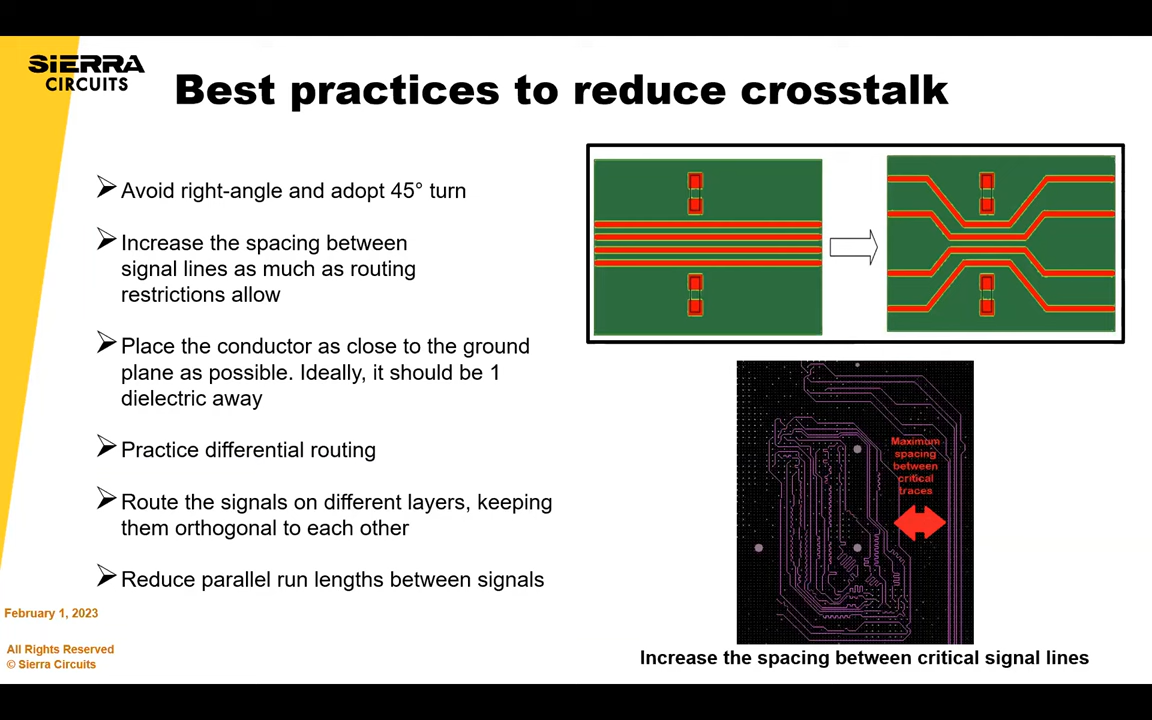 SIERRA
CIRCUITS
Best practices to reduce crosstalk
Avoid right-angle and adopt 45° turn
Increase the spacing between
signal lines as much as routing
restrictions allow
Place the conductor as close to the ground
plane as possible. Ideally, it should be 1
dielectric away
Practice differential routing
Route the signals on different layers, keeping
them orthogonal to each other
Reduce parallel run lengths between signals
Maximum
spacing
between
critical
traces
Increase the spacing between critical signal lines
February 1, 2023
All Rights Reserved
© Sierra Circuits